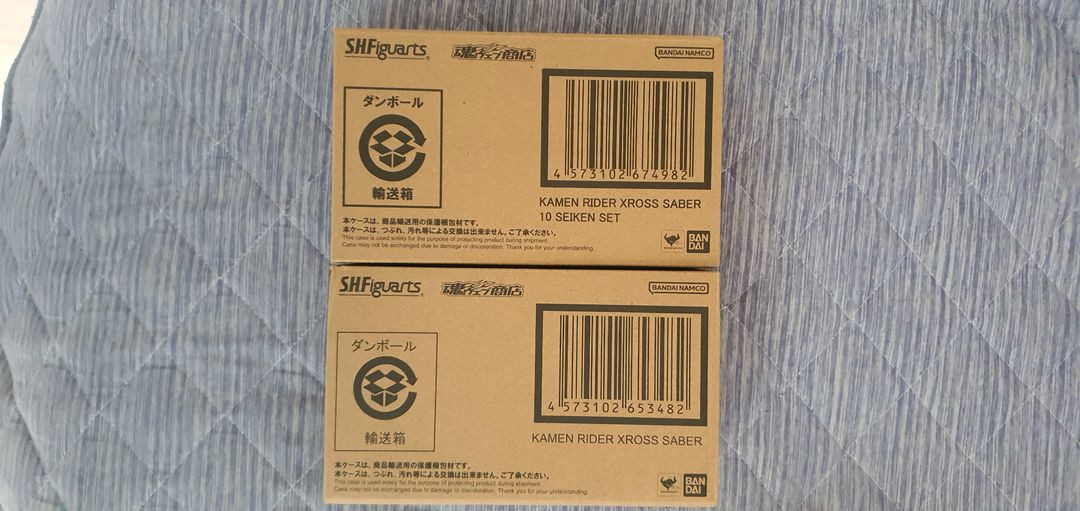 S.H.Figuarts
魂ウェブ商店
BANDAI NAMCO
ダンボール
輸送箱
4 573102 674982
KAMEN RIDER XROSS SABER
10 SEIKEN SET
本ケースは、商品輸送用の保護梱包材です。
本ケースは、つぶれ、汚れ等による交換は出来ません。ご了承ください。
This case is used solely for the purpose of protecting product during shipment.
Case may not be exchanged due to damage or discoloration. Thank you for your understanding.
BAN
DAI
S.H.Figuarts
魂ウェブ商店
BANDAI NAMCO
ダンボール
輸送箱
4 573102 653482
KAMEN RIDER XROSS SABER
本ケースは、商品輸送用の保護梱包材です。
本ケースは、つぶれ、汚れ等による交換は出来ません。ご了承ください。
This case is used solely for the purpose of protecting product during shipment.
Case may not be exchanged due to damage or discoloration. Thank you for your understanding.
BAN
DAI